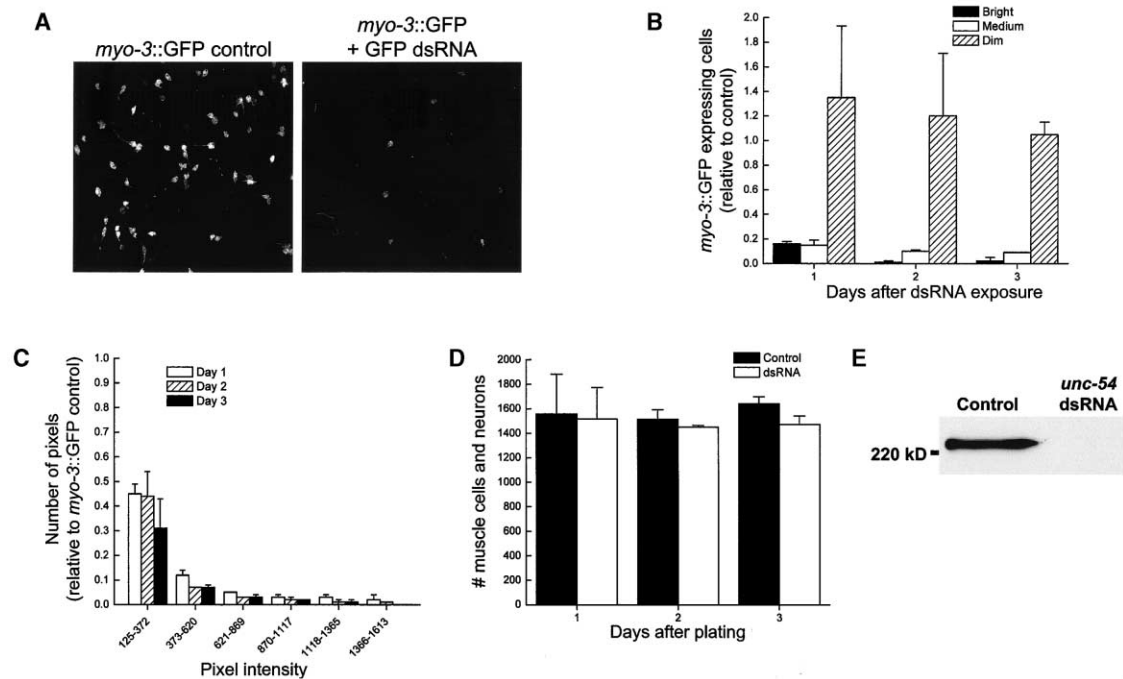 A
myo-3::GFP control
myo-3::GFP
+ GFP dsRNA
B
myo-3::GFP expressing cells
(relative to control)
2.0
1.8
1.6
1.4
1.2
1.0
0.8
0.6
0.4
0.2
0.0
Bright
Medium
Dim
1
2
3
Days after dsRNA exposure
C
Number of pixels
(relative to myo-3::GFP control)
1.0
0.9
0.8
0.7
0.6
0.5
0.4
0.3
0.2
0.1
0.0
Day 1
Day 2
Day 3
125-372
373-620
621-869
870-1117
1118-1365
1366-1613
Pixel intensity
D
# muscle cells and neurons
2000
1800
1600
1400
1200
1000
800
600
400
200
0
Control
dsRNA
1
2
3
Days after plating
E
Control
unc-54
dsRNA
220 kD